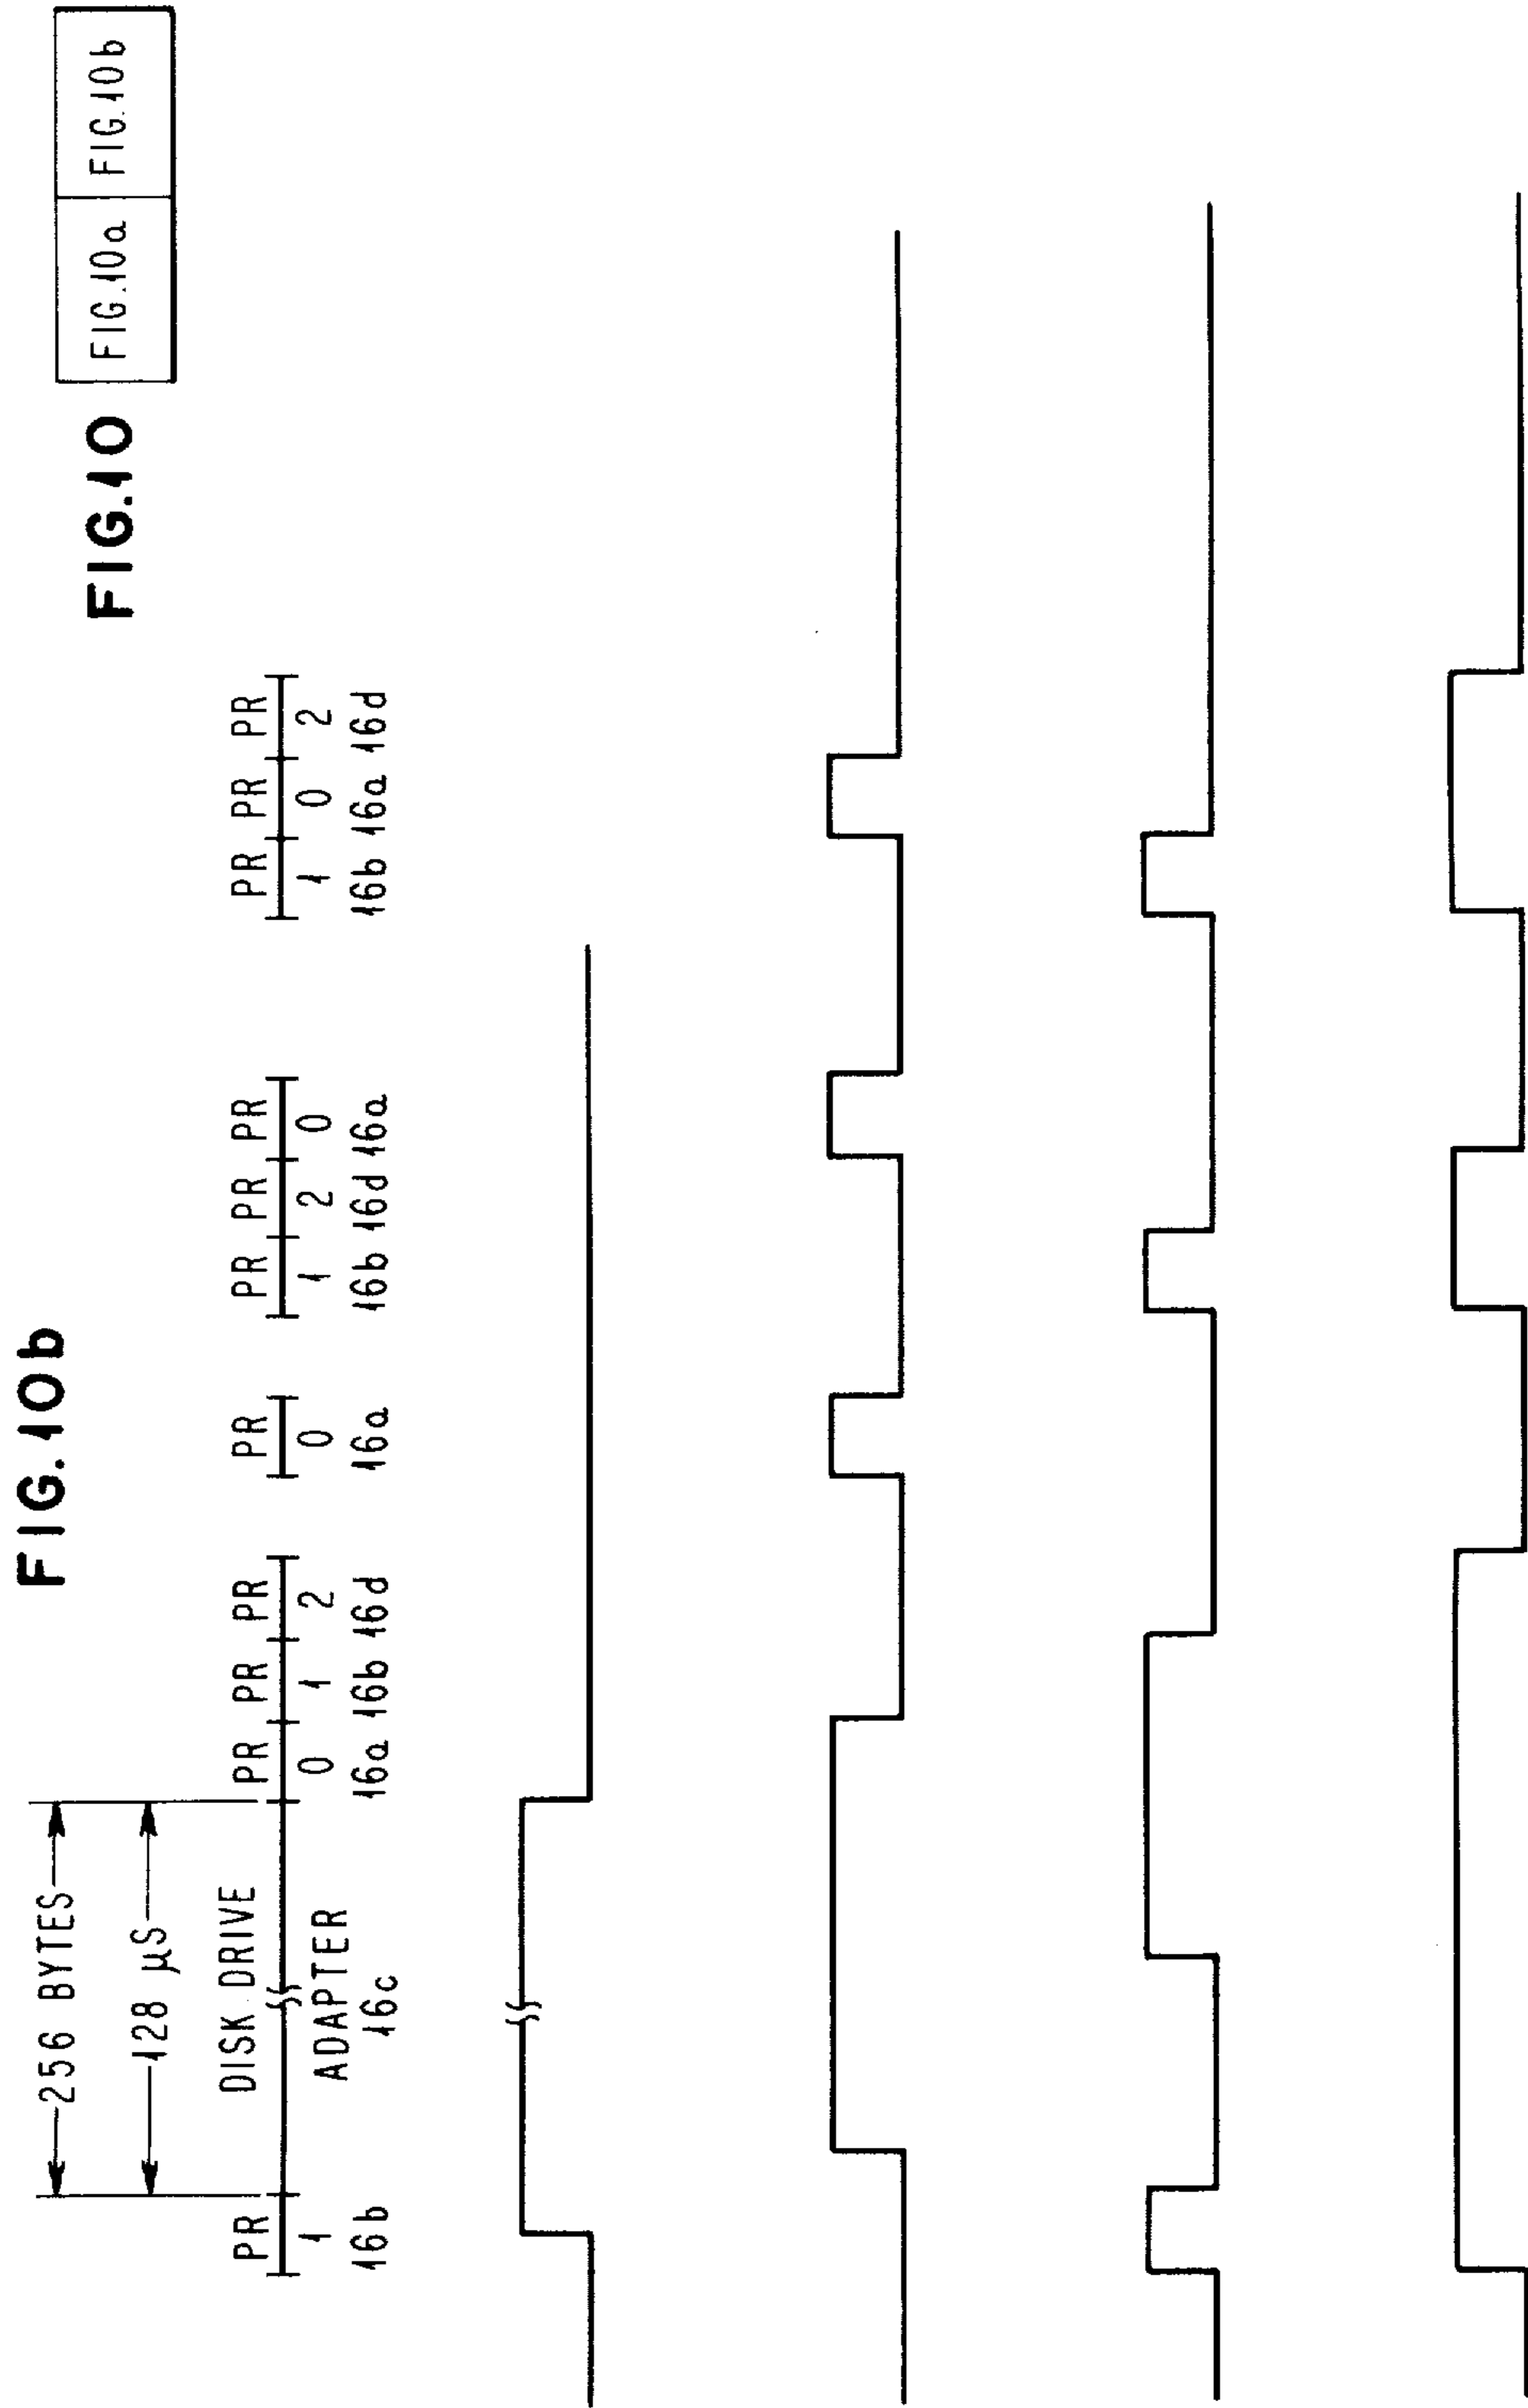 FIG.10b
256 BYTES
128 µS
PR DISK DRIVE PR PR PR PR PR PR PR PR PR PR
1 ADAPTER 0 1 2 0 1 2 0 1 0 2
16b 16c 16a 16b 16d 16a 16b 16d 16a 16b 16a 16d
FIG.10
FIG.10a FIG.10b